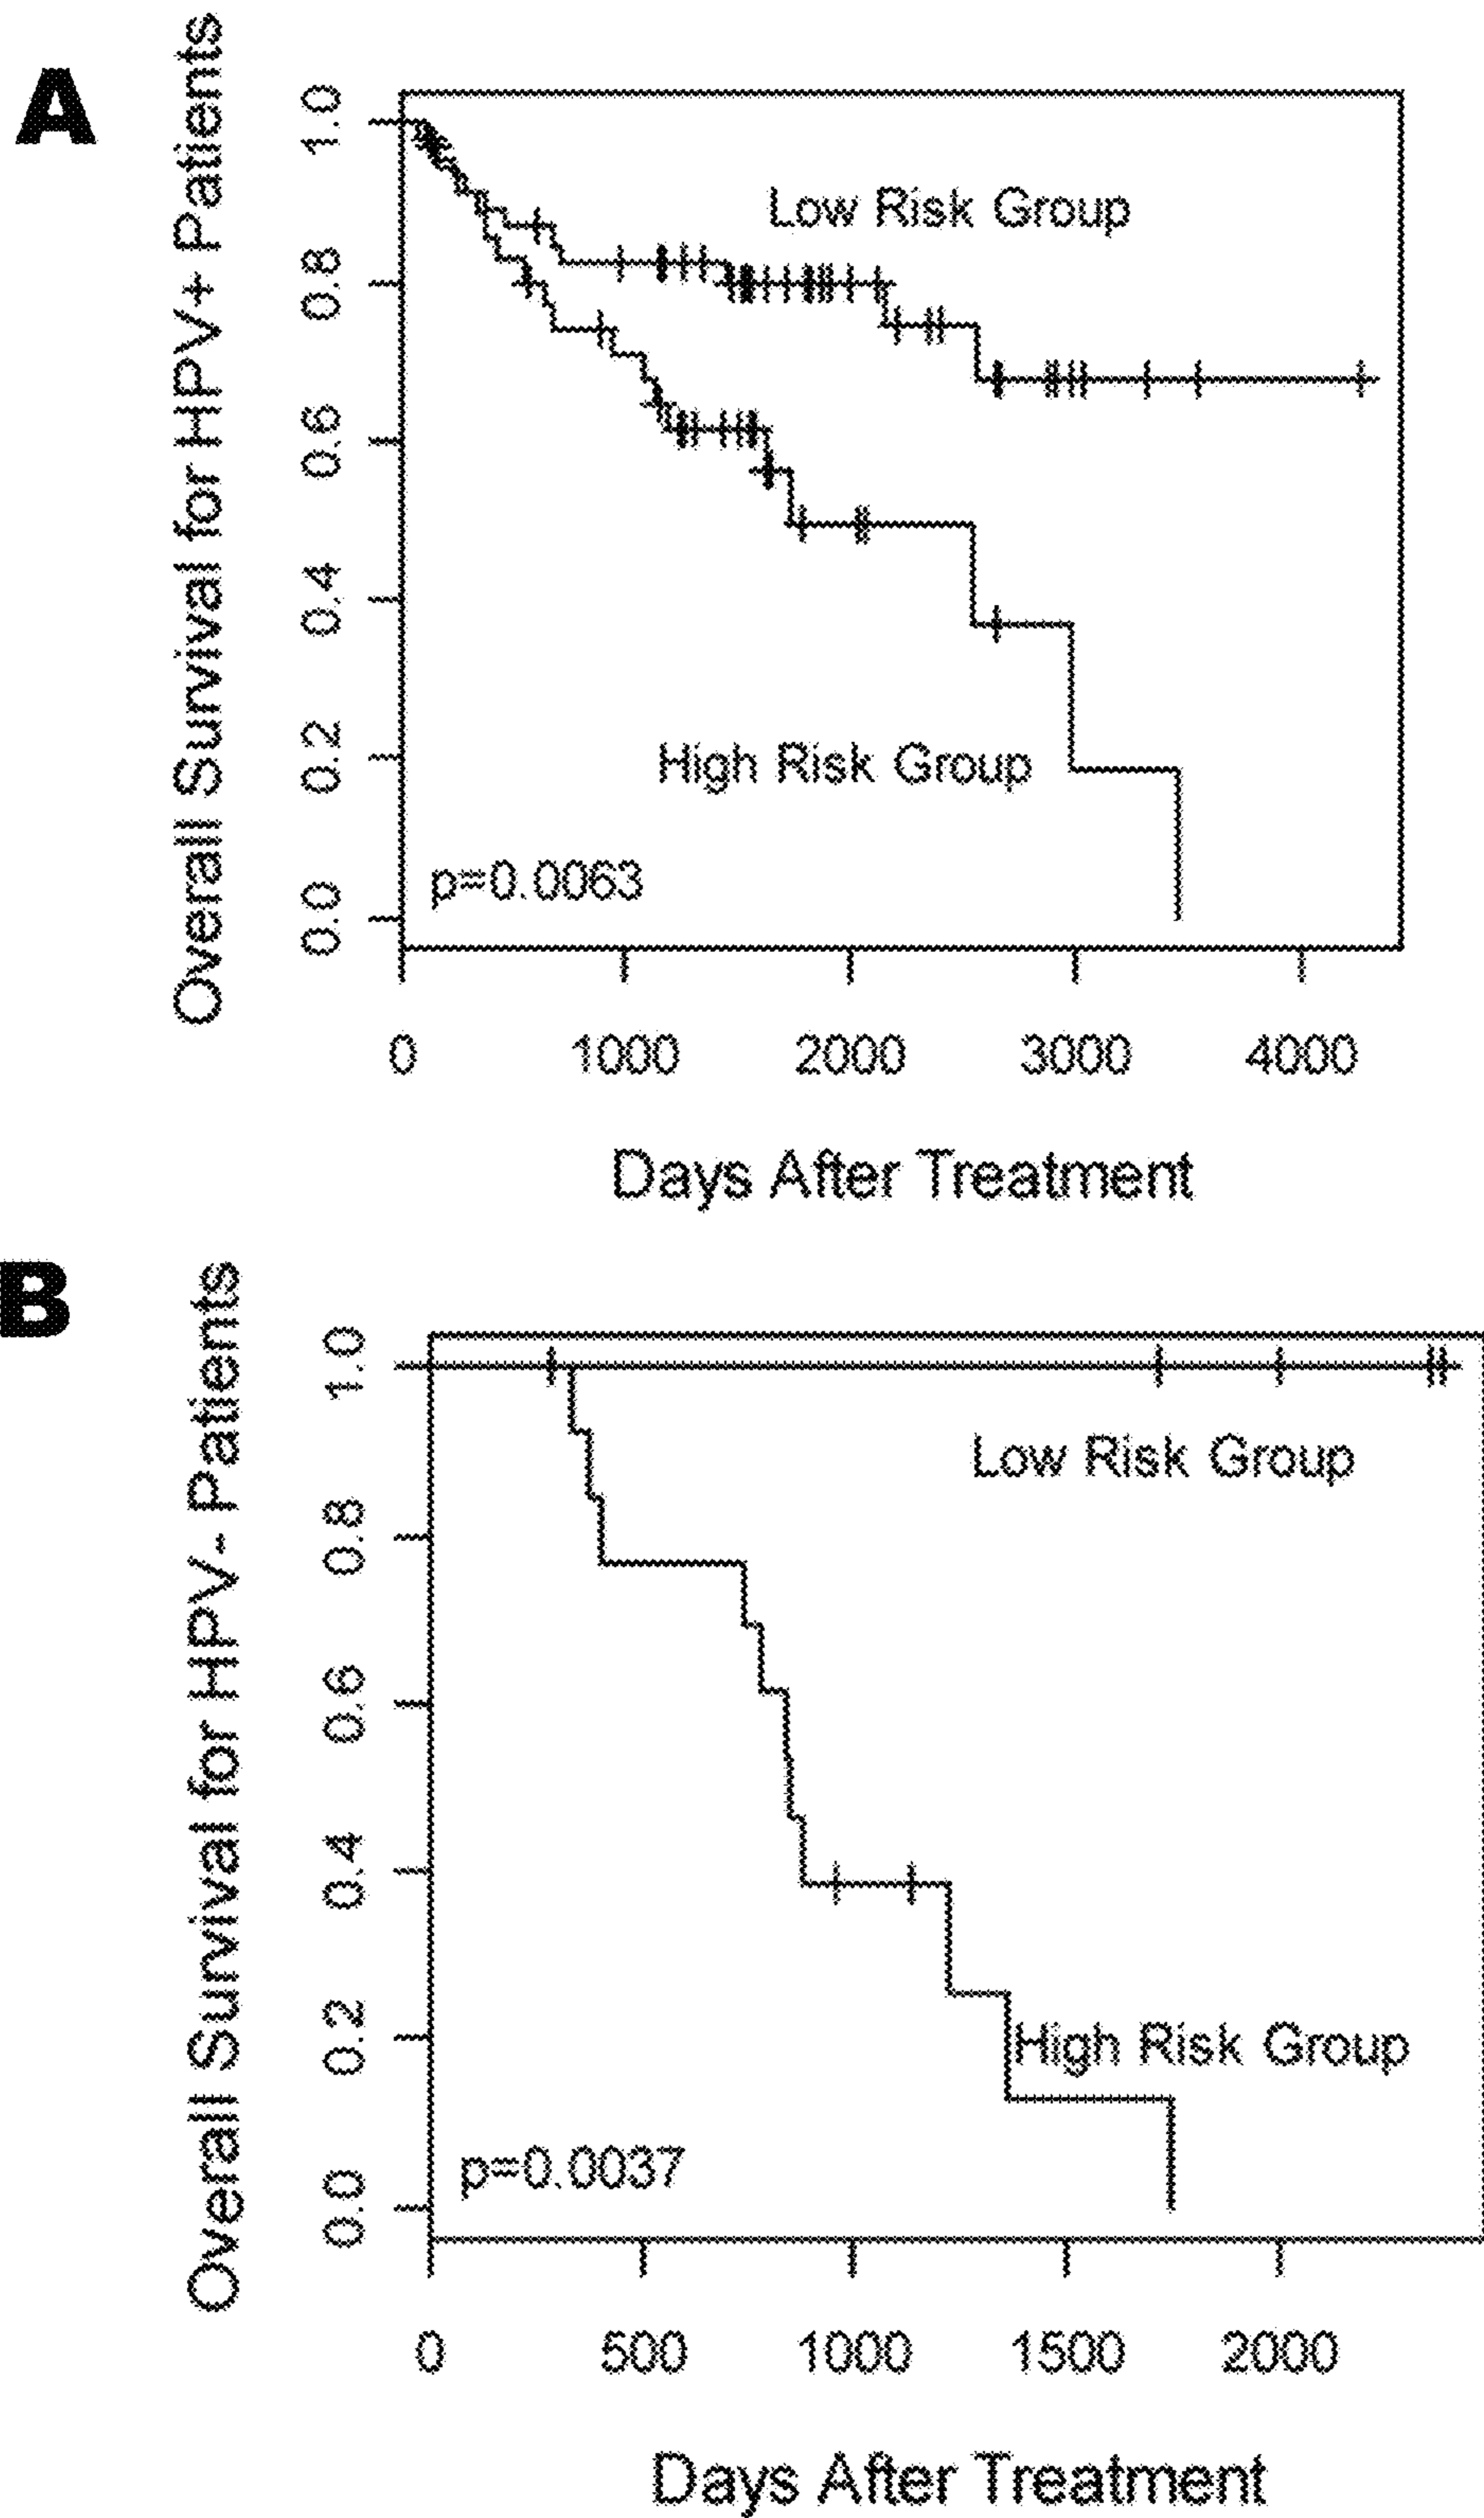 A
Overall Survival for HPV+ Patients
1.0
0.8
0.6
0.4
0.2
0.0
Low Risk Group
High Risk Group
p=0.0063
0 1000 2000 3000 4000
Days After Treatment
B
Overall Survival for HPV- Patients
1.0
0.8
0.6
0.4
0.2
0.0
Low Risk Group
High Risk Group
p=0.0037
0 500 1000 1500 2000
Days After Treatment